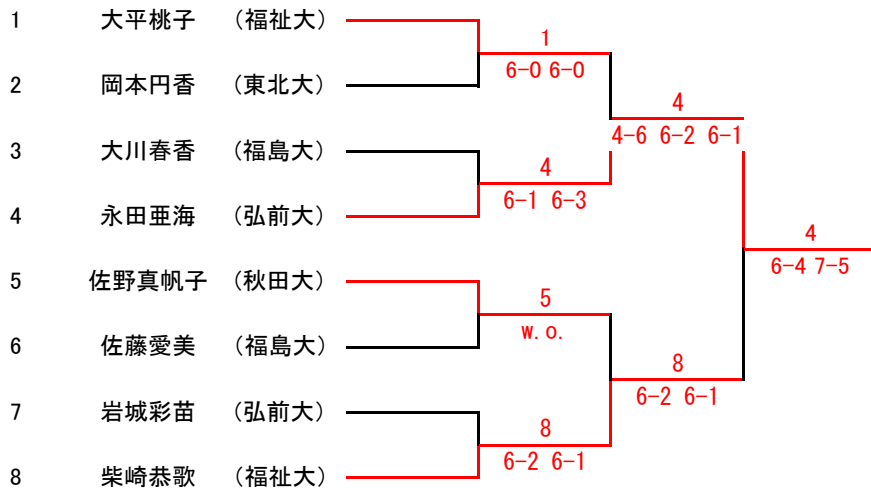 1 大平桃子 （福祉大）
1
6-0 6-0
2 岡本円香 （東北大）
4
4-6 6-2 6-1
3 大川春香 （福島大）
4
6-1 6-3
4 永田亜海 （弘前大）
4
6-4 7-5
5 佐野真帆子 （秋田大）
5
w.o.
6 佐藤愛美 （福島大）
8
6-2 6-1
7 岩城彩苗 （弘前大）
8
6-2 6-1
8 柴崎恭歌 （福祉大）